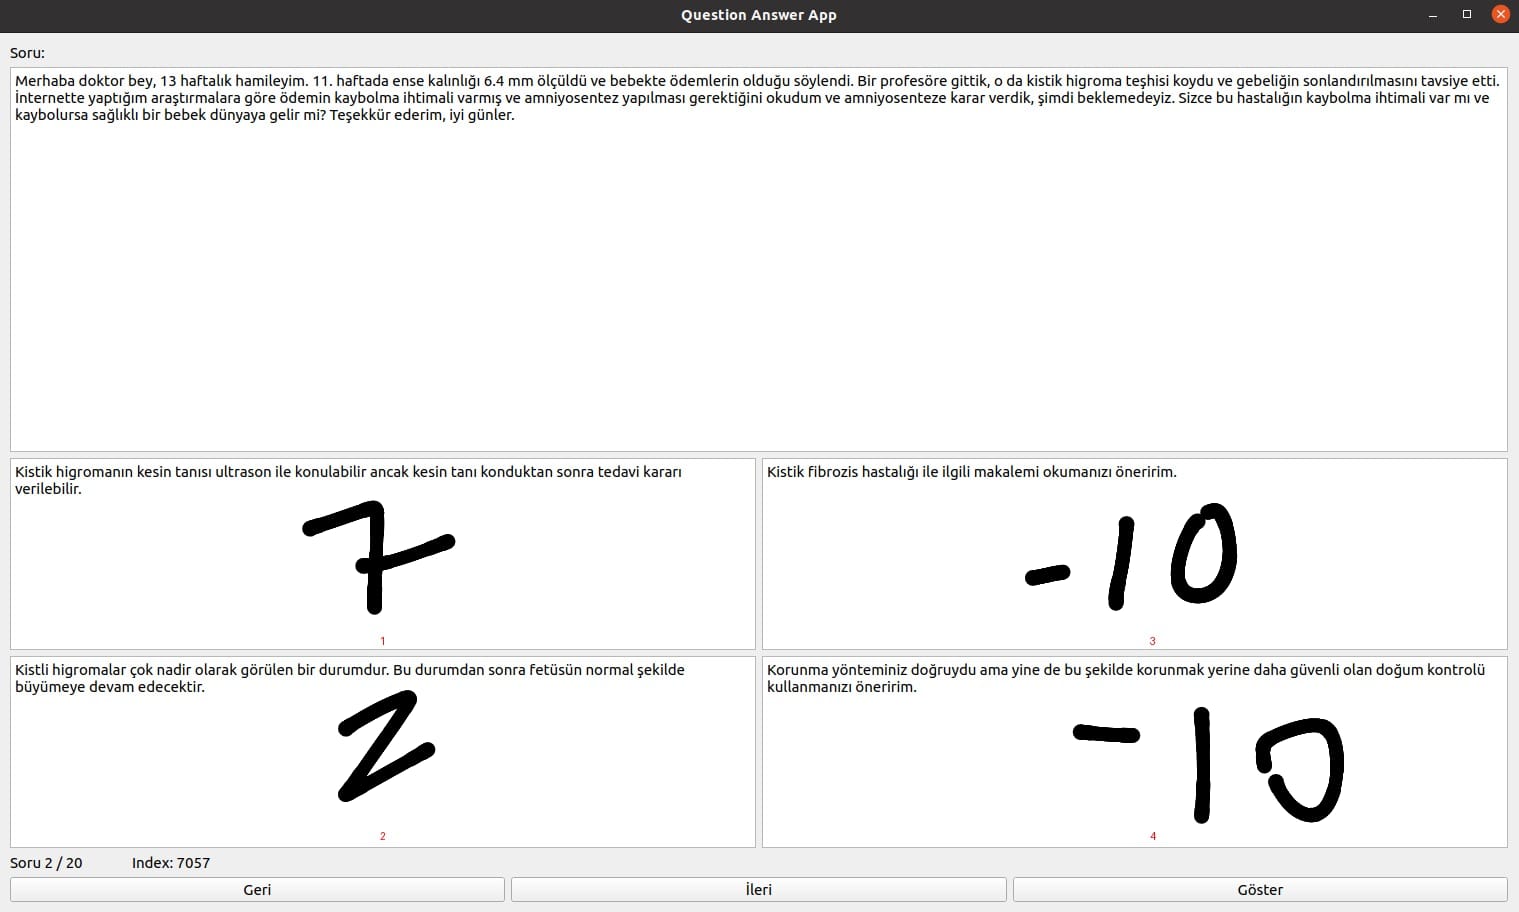 Question Answer App
Soru:
Merhaba doktor bey, 13 haftalık hamileyim. 11. haftada ense kalınlığı 6.4 mm ölçüldü ve bebekte ödemlerin olduğu söylendi. Bir profesöre gittik, o da kistik higroma teşhisi koydu ve gebeliğin sonlandırılmasını tavsiye etti.
İnternette yaptığım araştırmalara göre ödemin kaybolma ihtimali varmış ve amniyosentez yapılması gerektiğini okudum ve amniyosenteze karar verdik, şimdi beklemedeyiz. Sizce bu hastalığın kaybolma ihtimali var mı ve
kaybolursa sağlıklı bir bebek dünyaya gelir mi? Teşekkür ederim, iyi günler.
Kistik higromanın kesin tanısı ultrason ile konulabilir ancak kesin tanı konduktan sonra tedavi kararı
verilebilir.
7
1
Kistik fibrozis hastalığı ile ilgili makalemi okumanızı öneririm.
-10
3
Kistli higromalar çok nadir olarak görülen bir durumdur. Bu durumdan sonra fetüsün normal şekilde
büyümeye devam edecektir.
2
2
Korunma yönteminiz doğruydu ama yine de bu şekilde korunmak yerine daha güvenli olan doğum kontrolü
kullanmanızı öneririm.
-10
4
Soru 2 / 20 Index: 7057
Geri İleri Göster